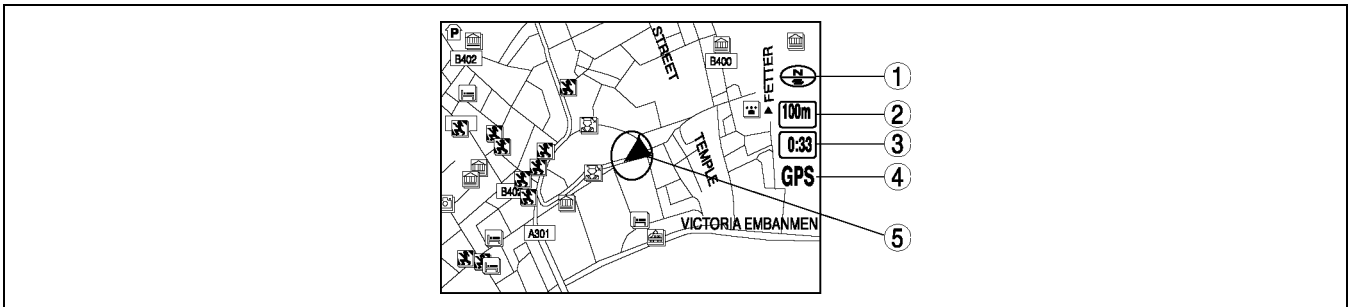 P
B402
STREET
B400
FETTER
N
①
100m
②
0:33
③
TEMPLE
GPS
④
B402
A301
VICTORIA EMBANMEN
⑤